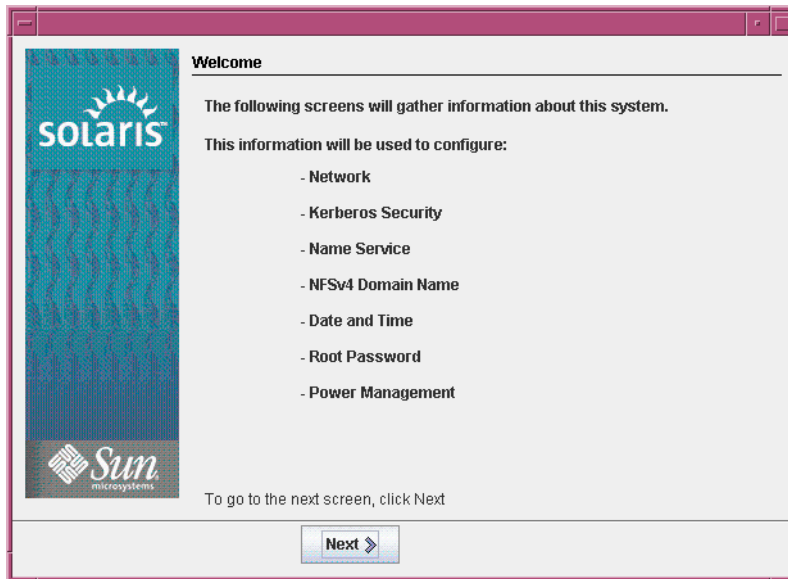 Welcome
solaris™
The following screens will gather information about this system.
This information will be used to configure:
- Network
- Kerberos Security
- Name Service
- NFSv4 Domain Name
- Date and Time
- Root Password
- Power Management
Sun
microsystems
To go to the next screen, click Next
Next